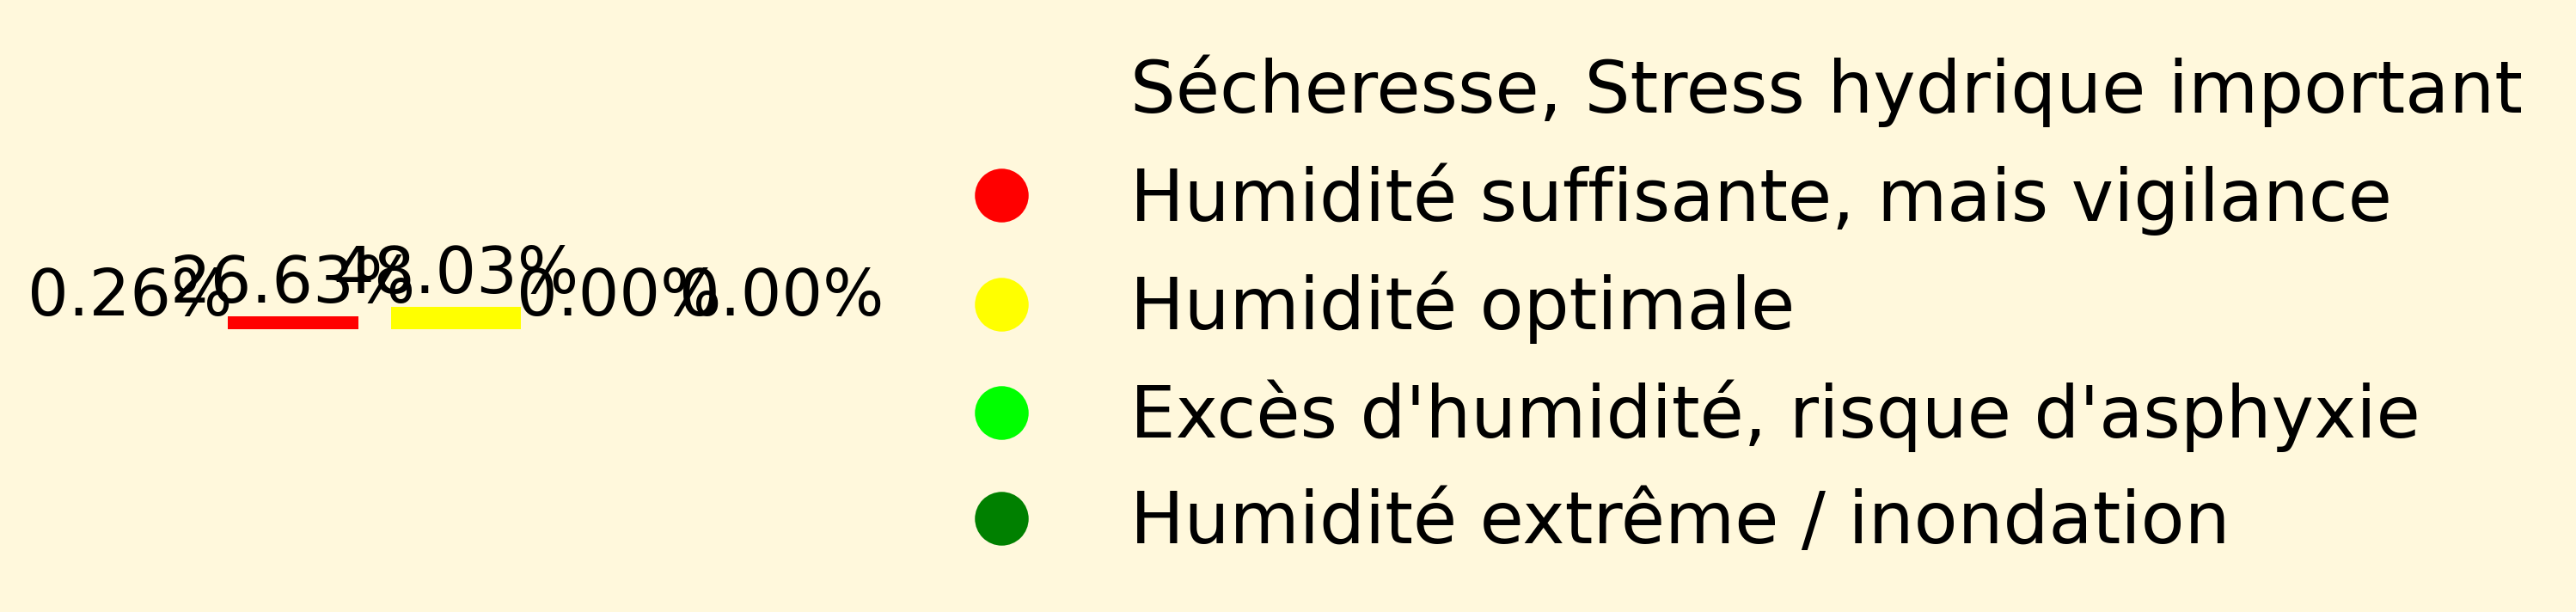 0.26%
26.63%
48.03%
0.00%
0.00%
Sécheresse, Stress hydrique important
Humidité suffisante, mais vigilance
Humidité optimale
Excès d'humidité, risque d'asphyxie
Humidité extrême / inondation